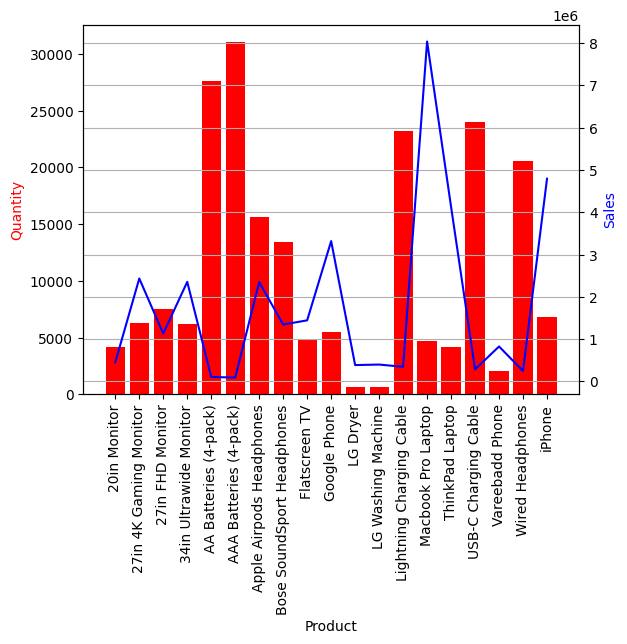 1e6
30000
25000
20000
15000
10000
5000
0
Quantity
8
7
6
5
4
3
2
1
0
Sales
20in Monitor
27in 4K Gaming Monitor
27in FHD Monitor
34in Ultrawide Monitor
AA Batteries (4-pack)
AAA Batteries (4-pack)
Apple Airpods Headphones
Bose SoundSport Headphones
Flatscreen TV
Google Phone
LG Dryer
LG Washing Machine
Lightning Charging Cable
Macbook Pro Laptop
ThinkPad Laptop
USB-C Charging Cable
Vareebadd Phone
Wired Headphones
iPhone
Product